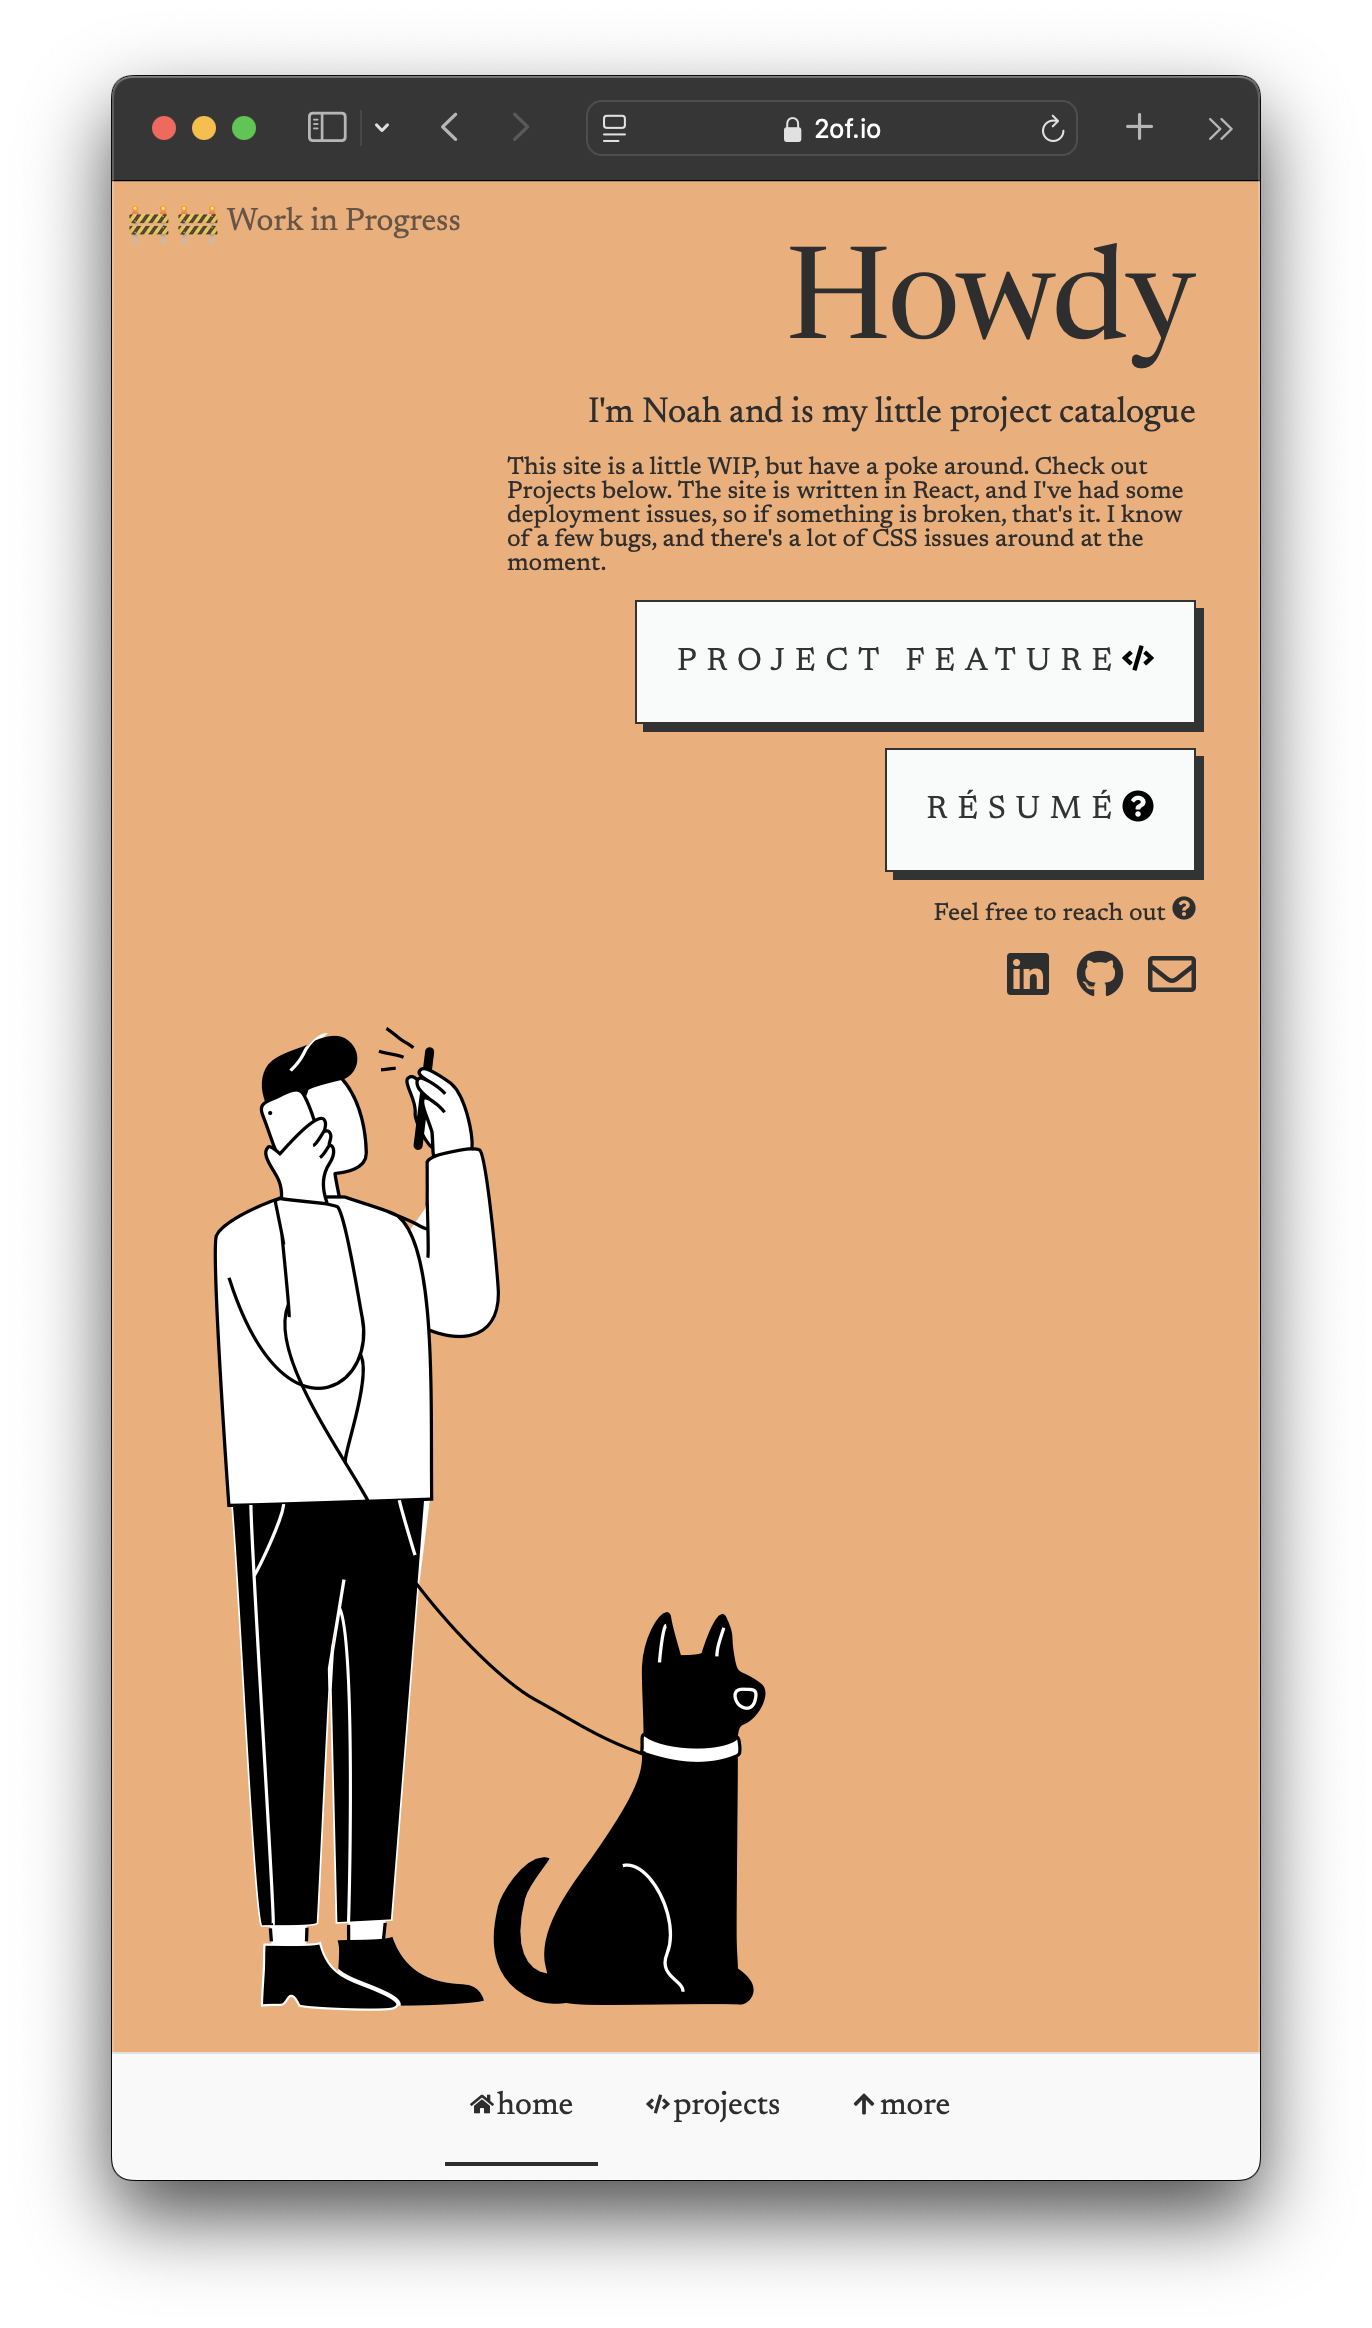 2of.io
🚧 🚧 Work in Progress
Howdy
I'm Noah and is my little project catalogue
This site is a little WIP, but have a poke around. Check out
Projects below. The site is written in React, and I've had some
deployment issues, so if something is broken, that's it. I know
of a few bugs, and there's a lot of CSS issues around at the
moment.
PROJECT FEATURE
RÉSUMÉ
Feel free to reach out
home
projects
more